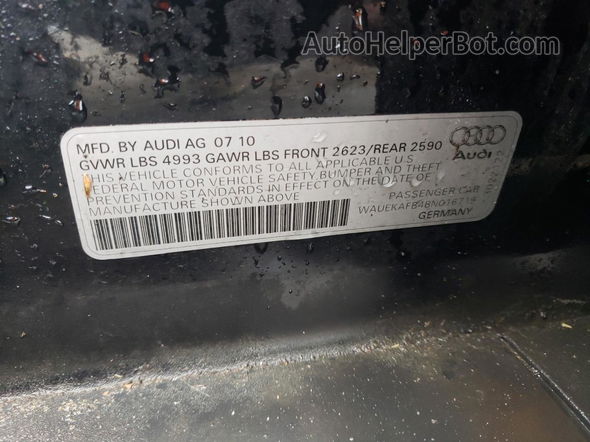 AutoHelperBot.com
MFD. BY AUDI AG 07 10
GVWR LBS 4993 GAWR LBS FRONT 2623/REAR 2590
THIS VEHICLE CONFORMS TO ALL APPLICABLE U S
FEDERAL MOTOR VEHICLE SAFETY,BUMPER AND THEFT
PREVENTION STANDARDS IN EFFECT ON THE DATE OF
MANUFACTURE SHOWN ABOVE
Audi
PASSENGER CAR
WAUEKAFB4BN016719
GERMANY